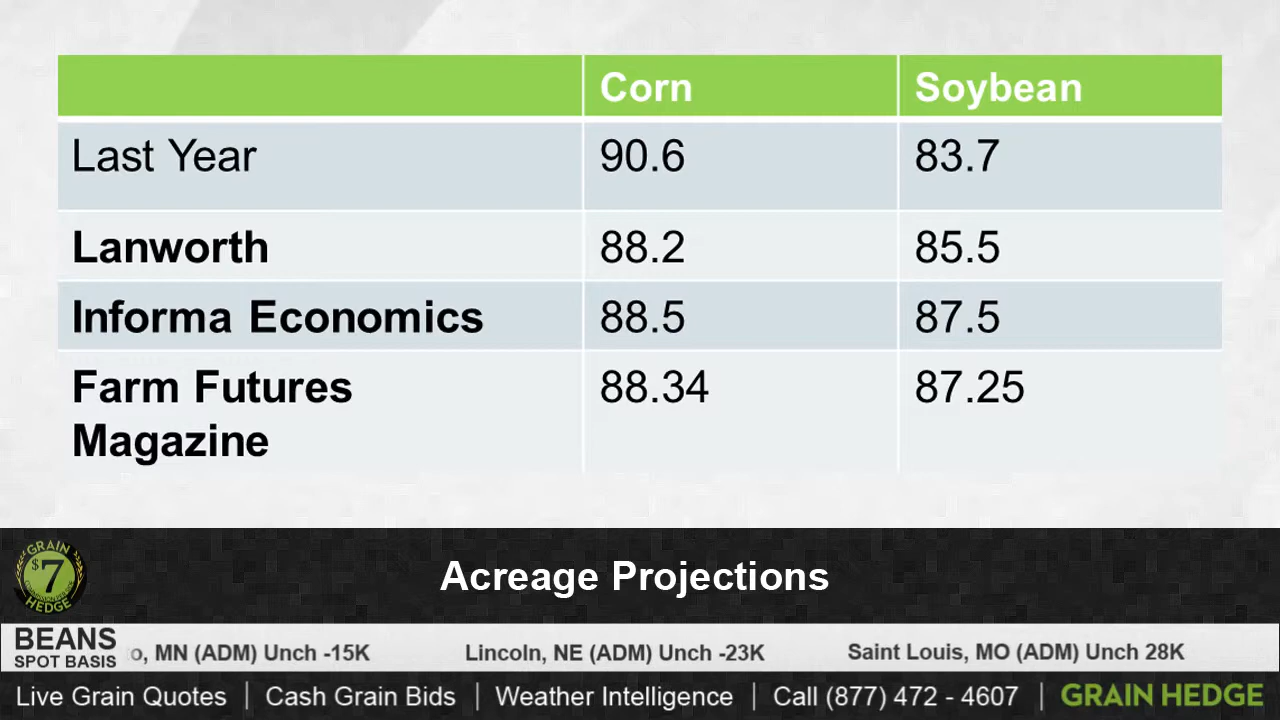 Corn Soybean
Last Year 90.6 83.7
Lanworth 88.2 85.5
Informa Economics 88.5 87.5
Farm Futures 88.34 87.25
Magazine
GRAIN
$7
HEDGE
Acreage Projections
BEANS
SPOT BASIS
o, MN (ADM) Unch -15K Lincoln, NE (ADM) Unch -23K Saint Louis, MO (ADM) Unch 28K
Live Grain Quotes | Cash Grain Bids | Weather Intelligence | Call (877) 472 - 4607 | GRAIN HEDGE